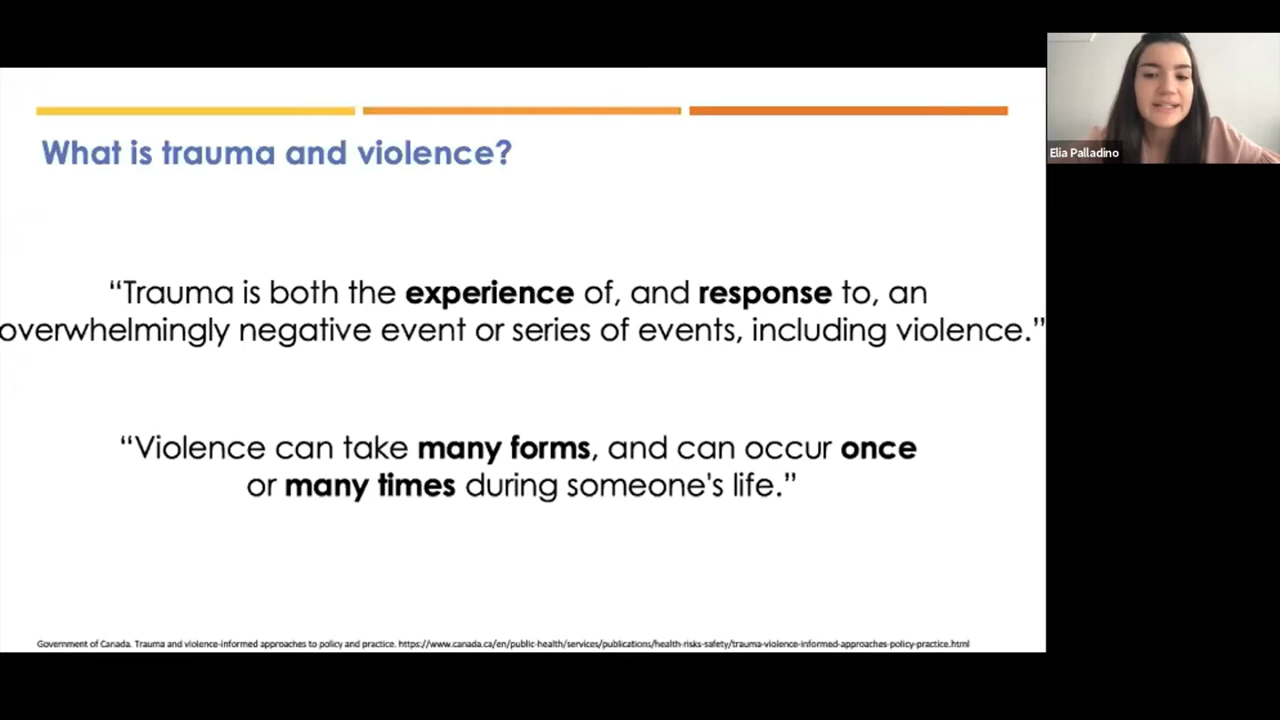 What is trauma and violence?
“Trauma is both the experience of, and response to, an
overwhelmingly negative event or series of events, including violence.”
“Violence can take many forms, and can occur once
or many times during someone's life.”
Government of Canada. Trauma and violence-informed approaches to policy and practice. https://www.canada.ca/en/public-health/services/publications/health-risks-safety/trauma-violence-informed-approaches-policy-practice.html
Elia Palladino